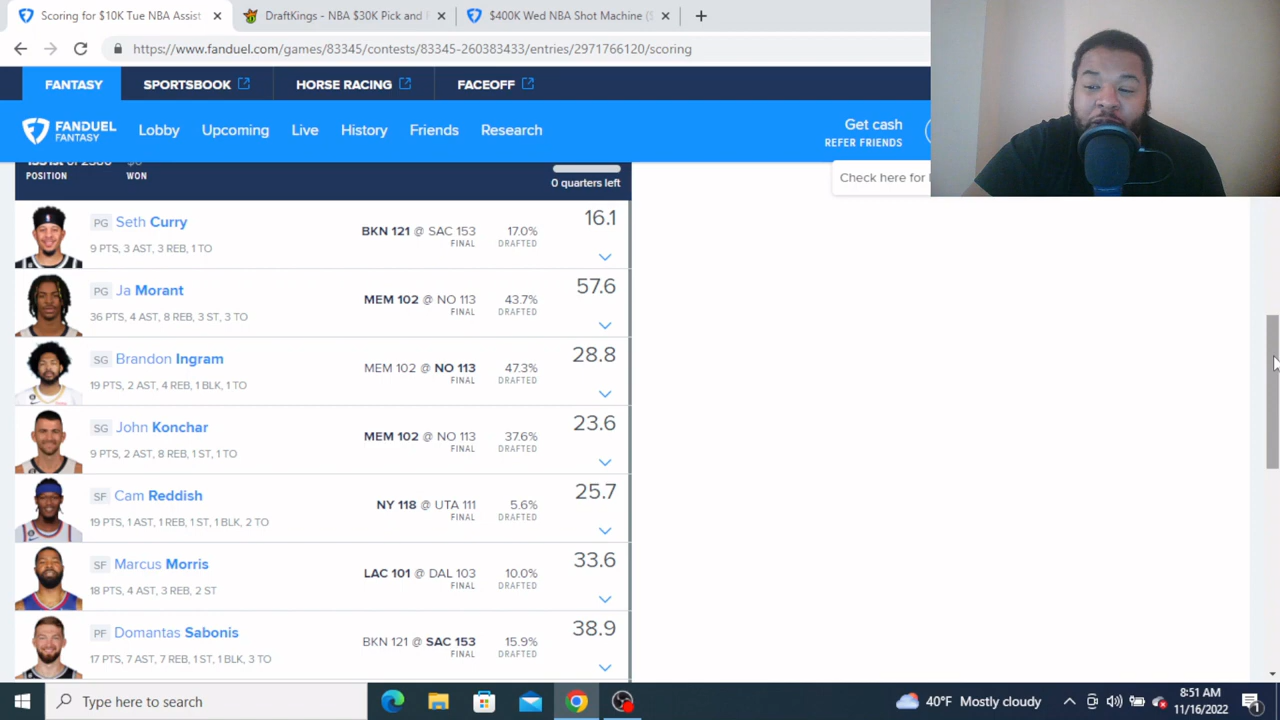 Scoring for $10K Tue NBA Assist
DraftKings - NBA $30K Pick and
$400K Wed NBA Shot Machine
https://www.fanduel.com/games/83345/contests/83345-260383433/entries/2971766120/scoring
FANTASY
SPORTSBOOK
HORSE RACING
FACEOFF
FANDUEL
FANTASY
Lobby
Upcoming
Live
History
Friends
Research
Get cash
REFER FRIENDS
Check here for
POSITION
WON
0 quarters left
PG Seth Curry
9 PTS, 3 AST, 3 REB, 1 TO
BKN 121 @ SAC 153
FINAL
17.0%
DRAFTED
16.1
PG Ja Morant
36 PTS, 4 AST, 8 REB, 3 ST, 3 TO
MEM 102 @ NO 113
FINAL
43.7%
DRAFTED
57.6
SG Brandon Ingram
19 PTS, 2 AST, 4 REB, 1 BLK, 1 TO
MEM 102 @ NO 113
FINAL
47.3%
DRAFTED
28.8
SG John Konchar
9 PTS, 2 AST, 8 REB, 1 ST, 1 TO
MEM 102 @ NO 113
FINAL
37.6%
DRAFTED
23.6
SF Cam Reddish
19 PTS, 1 AST, 1 REB, 1 ST, 1 BLK, 2 TO
NY 118 @ UTA 111
FINAL
5.6%
DRAFTED
25.7
SF Marcus Morris
18 PTS, 4 AST, 3 REB, 2 ST
LAC 101 @ DAL 103
FINAL
10.0%
DRAFTED
33.6
PF Domantas Sabonis
17 PTS, 7 AST, 7 REB, 1 ST, 1 BLK, 3 TO
BKN 121 @ SAC 153
FINAL
15.9%
DRAFTED
38.9
Type here to search
40°F Mostly cloudy
8:51 AM
11/16/2022
1